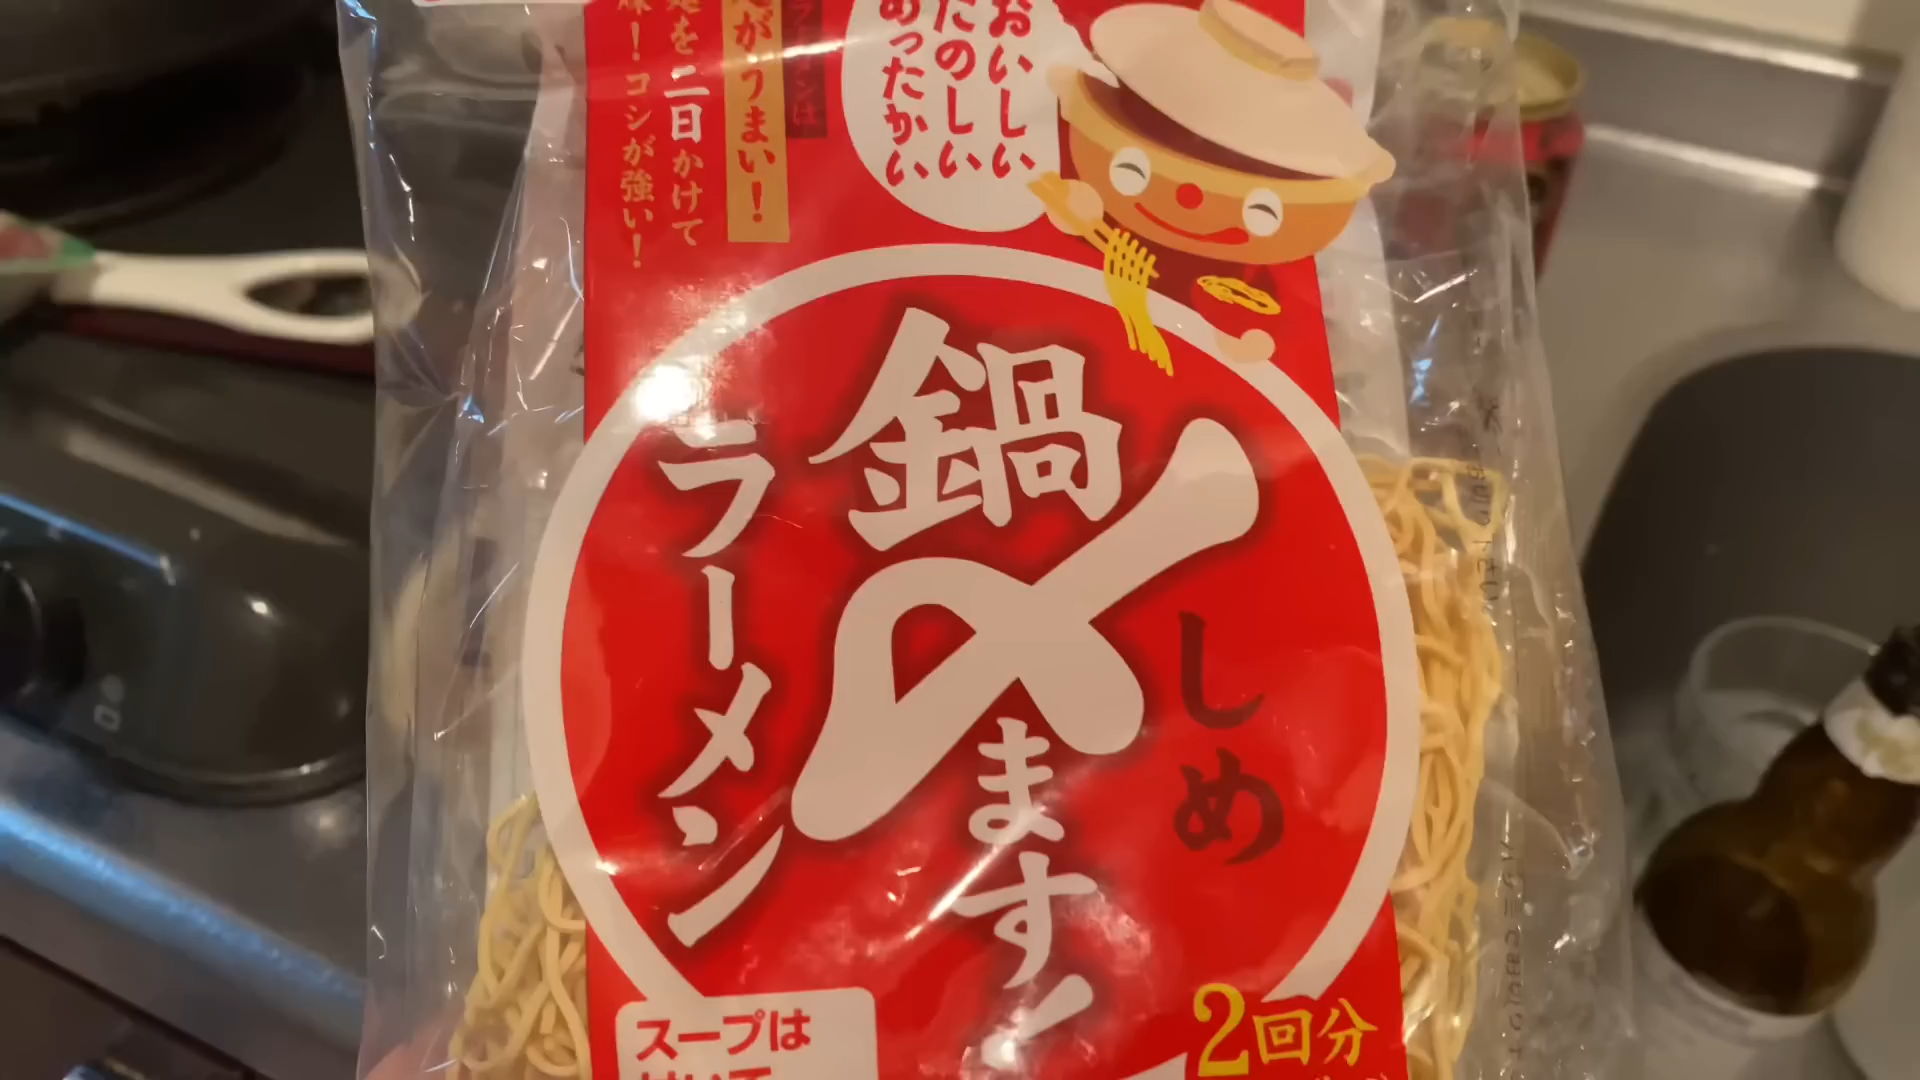 おいしい
たのしい
あったかい
がうまい!
を二日かけて
!コシが強い!
鍋〆ます!
しめ
ラーメン
スープは
2回分